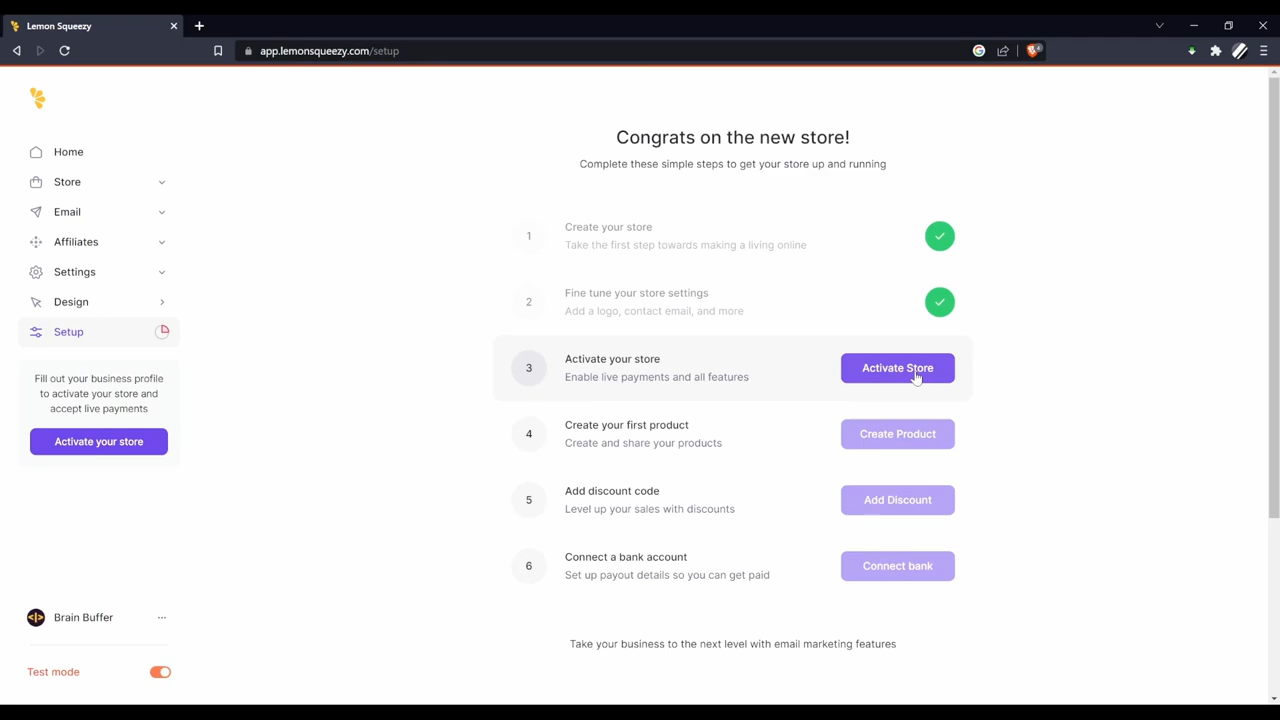 Lemon Squeezy
app.lemonsqueezy.com/setup
4
Home
Store
Email
Affiliates
Settings
Design
Setup
Fill out your business profile
to activate your store and
accept live payments
Activate your store
Brain Buffer
...
Test mode
Congrats on the new store!
Complete these simple steps to get your store up and running
1
Create your store
Take the first step towards making a living online
2
Fine tune your store settings
Add a logo, contact email, and more
3
Activate your store
Enable live payments and all features
Activate Store
4
Create your first product
Create and share your products
Create Product
5
Add discount code
Level up your sales with discounts
Add Discount
6
Connect a bank account
Set up payout details so you can get paid
Connect bank
Take your business to the next level with email marketing features